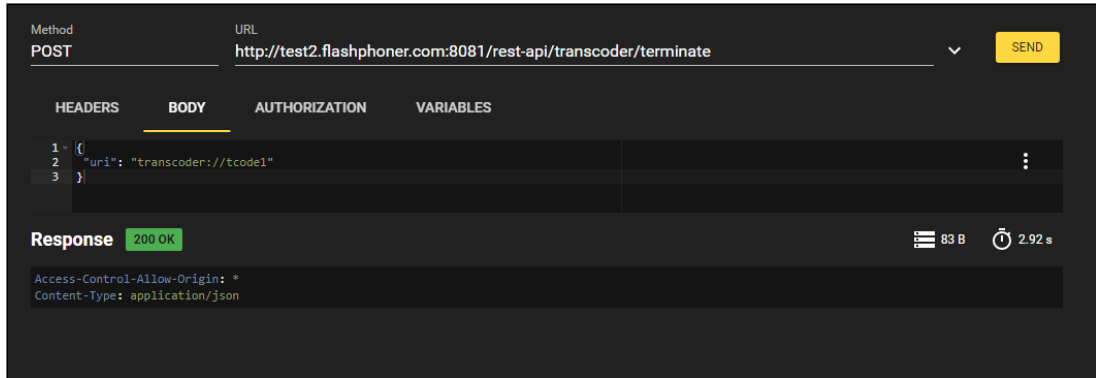 Method URL
POST http://test2.flashphoner.com:8081/rest-api/transcoder/terminate SEND
HEADERS BODY AUTHORIZATION VARIABLES
1 {
2 "uri": "transcoder://tcode1"
3 }
Response 200 OK 83 B 2.92 s
Access-Control-Allow-Origin: *
Content-Type: application/json